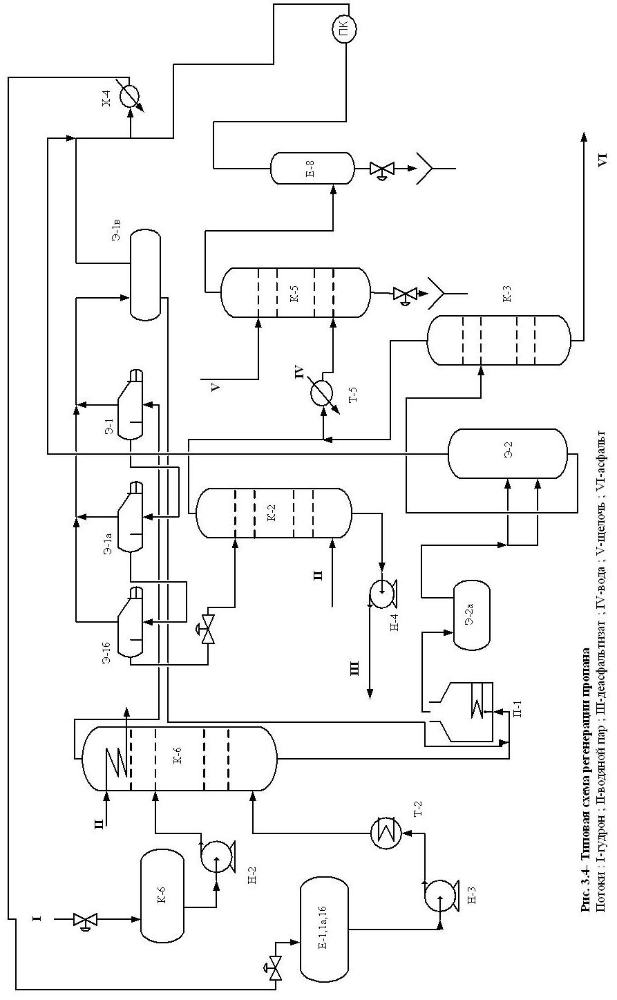 I
К-6
Н-2
Е-1,1а,1б
Н-3
Т-2
II
К-6
П-1
Э-1б
Э-1а
Э-1
Э-1в
Х-4
ПК
К-2
II
III
Н-4
Э-2а
Э-2
К-3
V
IV
Т-5
К-5
Е-8
VI
Рис. 3.4– Типовая схема регенерации пропана
Потоки : I-гудрон ; II-водяной пар ; III-деасфальтизат ; IV-вода ; V-щелочь ; VI-асфальт